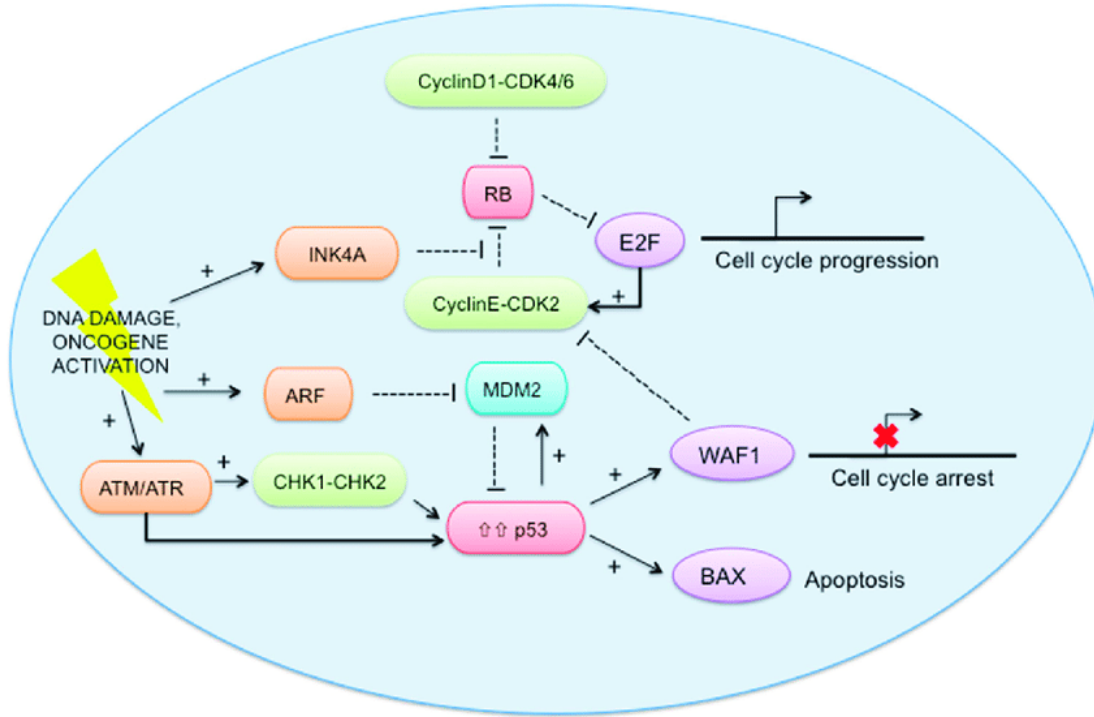 CyclinD1-CDK4/6
RB
E2F
Cell cycle progression
INK4A
+
CyclinE-CDK2
+
DNA DAMAGE,
ONCOGENE
ACTIVATION
+
ARF
MDM2
+
ATM/ATR
+
CHK1-CHK2
+
⇧⇧ p53
+
WAF1
Cell cycle arrest
+
BAX
Apoptosis